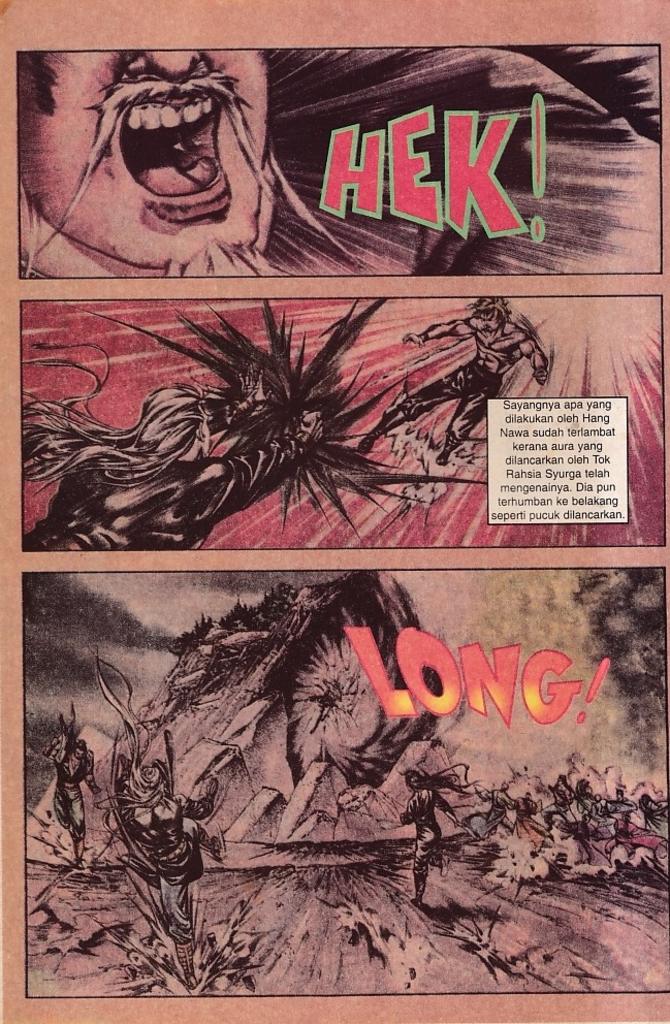 HEK!
Sayangnya apa yang
dilakukan oleh Hang
Nawa sudah terlambat
kerana aura yang
dilancarkan oleh Tok
Rahsia Syurga telah
mengenainya. Dia pun
terhumban ke belakang
seperti pucuk dilancarkan.
LONG!